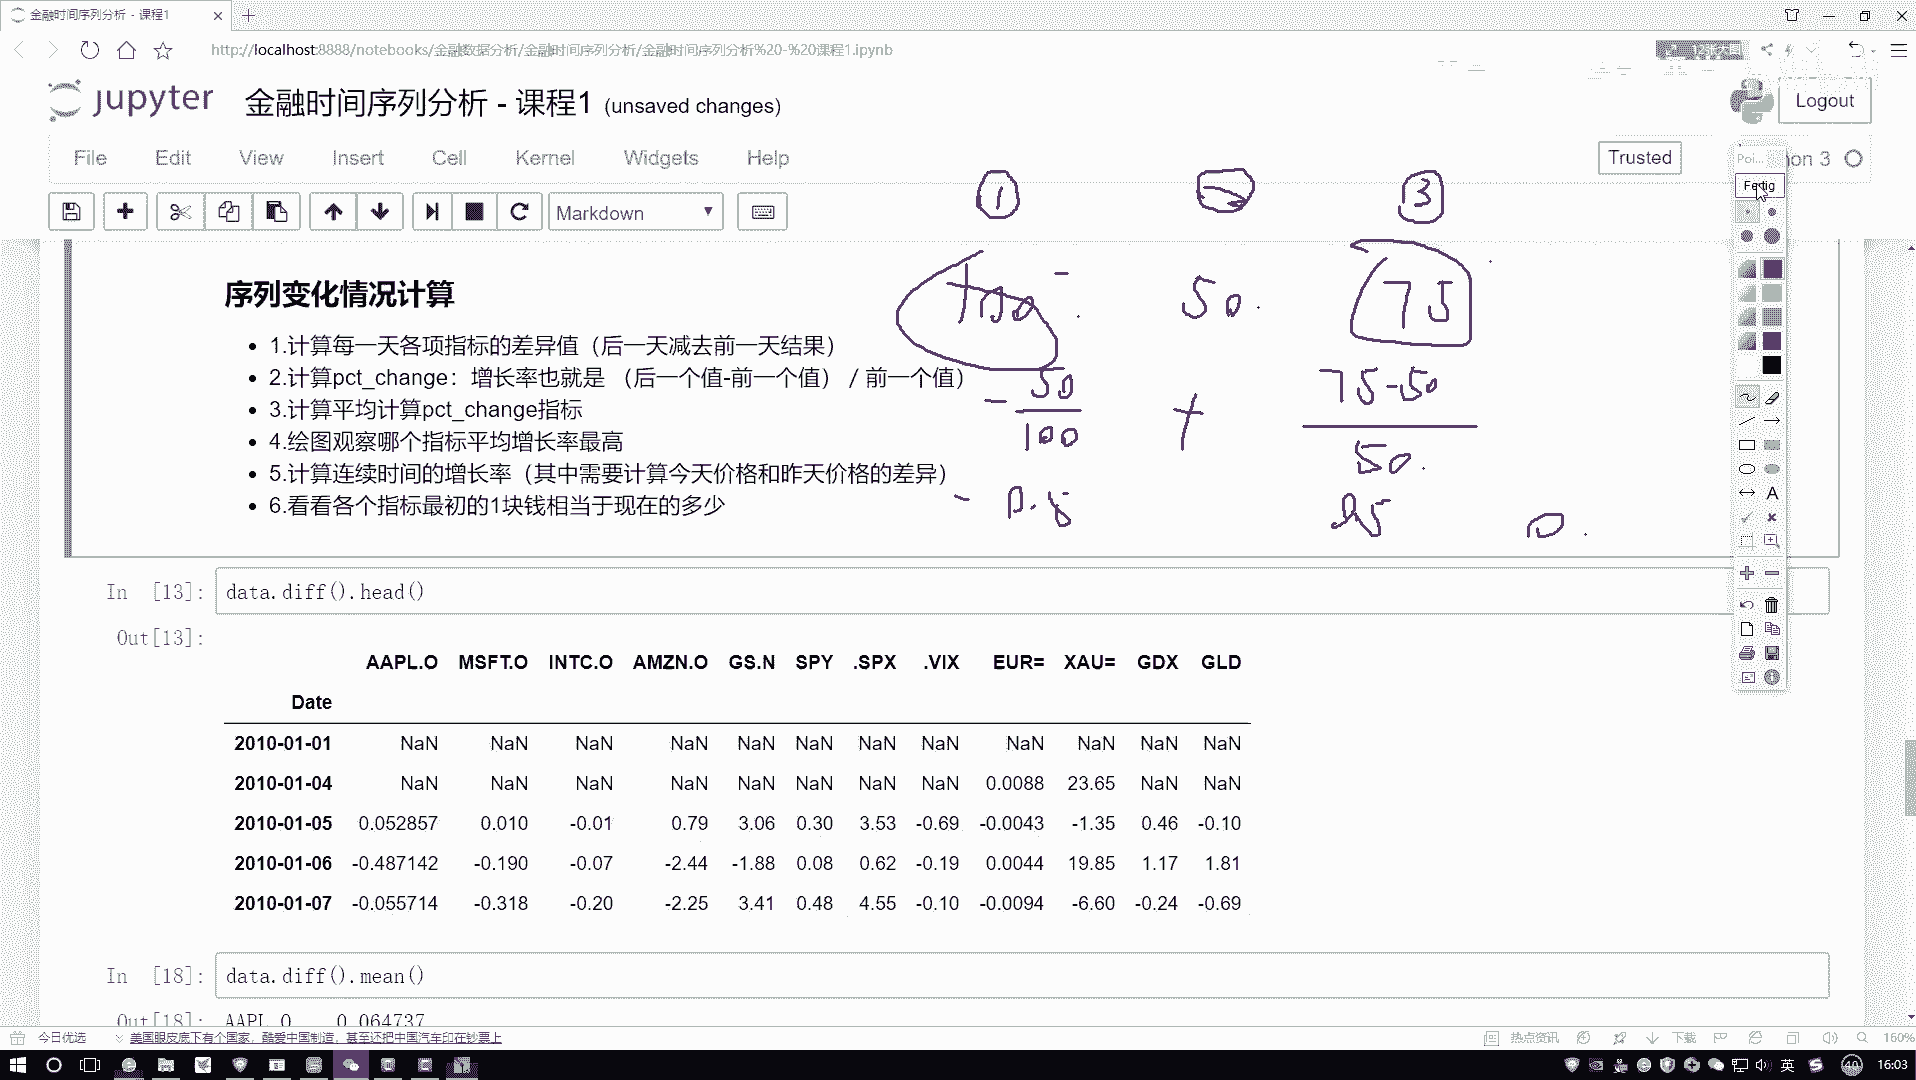 金融时间序列分析 - 课程1
http://localhost:8888/notebooks/金融数据分析/金融时间序列分析/金融时间序列分析%20-%20课程1.ipynb
jupyter 金融时间序列分析 - 课程1 (unsaved changes)
Logout
File Edit View Insert Cell Kernel Widgets Help
Trusted
Fertig
Markdown
1 2 3
100 50 75
序列变化情况计算
1.计算每一天各项指标的差异值（后一天减去前一天结果）
2.计算pct_change：增长率也就是 （后一个值-前一个值） / 前一个值）
3.计算平均计算pct_change指标
4.绘图观察哪个指标平均增长率最高
5.计算连续时间的增长率（其中需要计算今天价格和昨天价格的差异）
6.看看各个指标最初的1块钱相当于现在的多少
- 50 75-50
100 + 50
- 0.5 0
In [13]: data.diff().head()
Out[13]:
AAPL.O MSFT.O INTC.O AMZN.O GS.N SPY .SPX .VIX EUR= XAU= GDX GLD
Date
2010-01-01 NaN NaN NaN NaN NaN NaN NaN NaN NaN NaN NaN NaN
2010-01-04 NaN NaN NaN NaN NaN NaN NaN NaN 0.0088 23.65 NaN NaN
2010-01-05 0.052857 0.010 -0.01 0.79 3.06 0.30 3.53 -0.69 -0.0043 -1.35 0.46 -0.10
2010-01-06 -0.487142 -0.190 -0.07 -2.44 -1.88 0.08 0.62 -0.19 0.0044 19.85 1.17 1.81
2010-01-07 -0.055714 -0.318 -0.20 -2.25 3.41 0.48 4.55 -0.10 -0.0094 -6.60 -0.24 -0.69
In [18]: data.diff().mean()
Out[18]: AAPL.O 0.064737
今日优选 美国眼皮底下有个国家，酷爱中国制造，甚至还把中国汽车印在钞票上 热点资讯 下载 160%
英 40 16:03